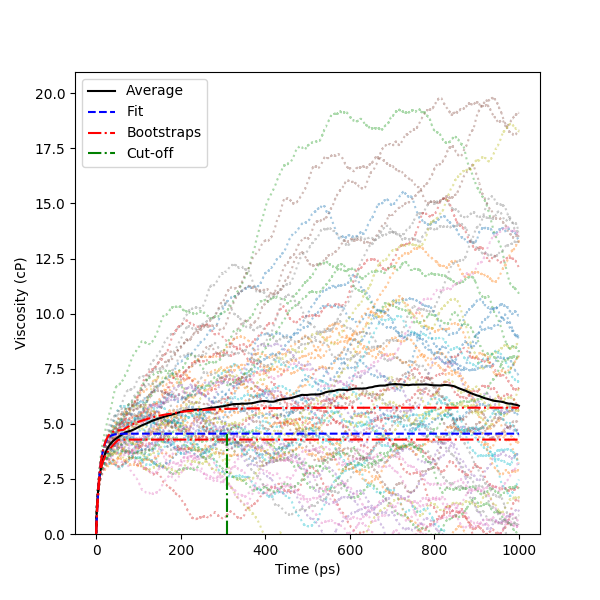 Average
Fit
Bootstraps
Cut-off
20.0
17.5
15.0
12.5
10.0
7.5
5.0
2.5
0.0
Viscosity (cP)
0 200 400 600 800 1000
Time (ps)